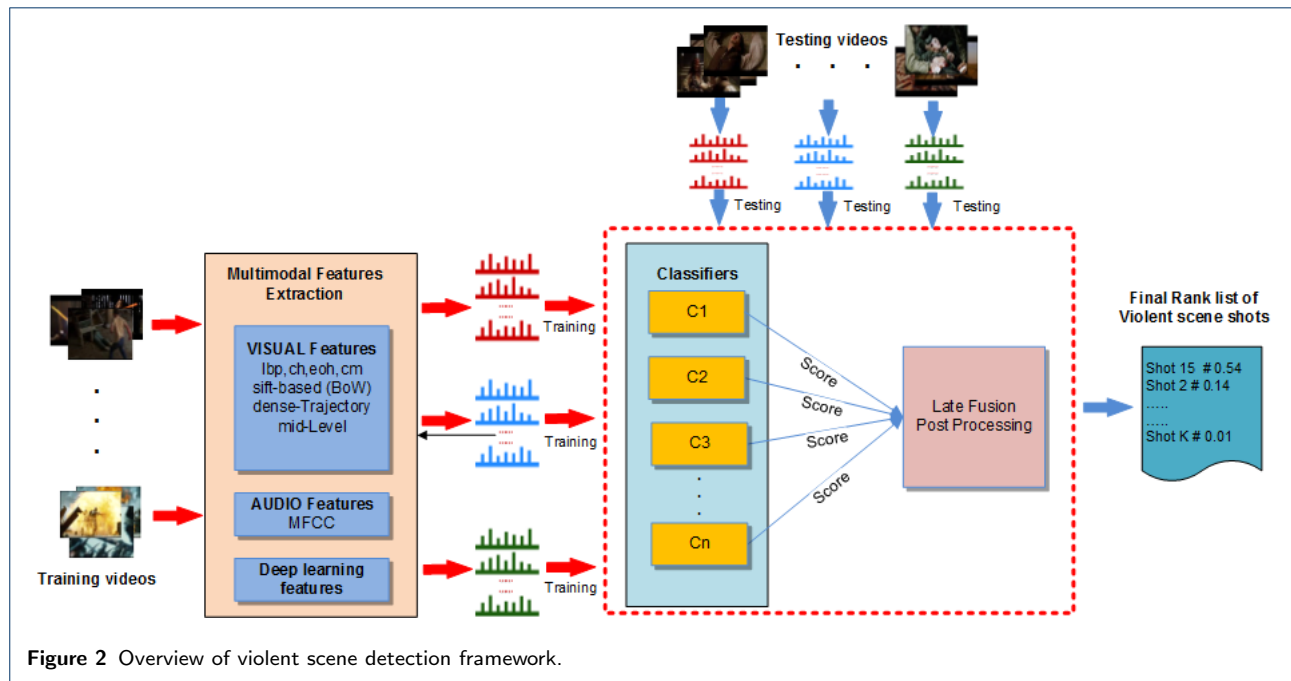 Testing videos
. . .
Testing
Testing
Testing
Multimodal Features
Extraction
VISUAL Features
lbp,ch,eoh,cm
sift-based (BoW)
dense-Trajectory
mid-Level
AUDIO Features
MFCC
Deep learning
features
.
.
.
Training videos
Training
Training
Training
Classifiers
C1
C2
C3
.
.
.
Cn
Score
Score
Score
Score
Late Fusion
Post Processing
Final Rank list of
Violent scene shots
Shot 15 # 0.54
Shot 2 # 0.14
.....
.....
Shot K # 0.01
Figure 2 Overview of violent scene detection framework.